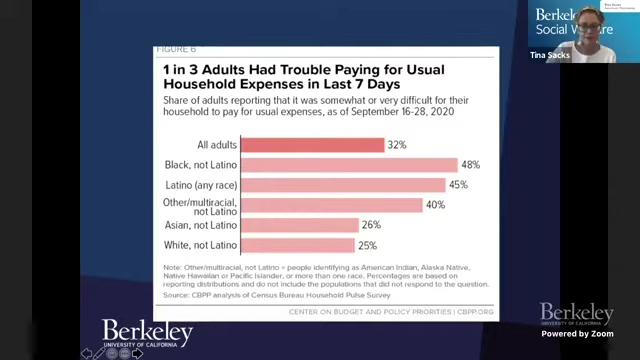 FIGURE 6
1 in 3 Adults Had Trouble Paying for Usual
Household Expenses in Last 7 Days
Share of adults reporting that it was somewhat or very difficult for their
household to pay for usual expenses, as of September 16-28, 2020
All adults 32%
Black, not Latino 48%
Latino (any race) 45%
Other/multiracial,
not Latino 40%
Asian, not Latino 26%
White, not Latino 25%
Note: Other/multiracial, not Latino = people identifying as American Indian, Alaska Native,
Native Hawaiian or Pacific Islander, or more than one race. Percentages are based on
reporting distributions and do not include the populations that did not respond to the question.
Source: CBPP analysis of Census Bureau Household Pulse Survey
CENTER ON BUDGET AND POLICY PRIORITIES | CBPP.ORG
Berkeley
UNIVERSITY OF CALIFORNIA
Tina Sacks
Berkeley
Social
Tina Sacks
Berkeley
UNIVERSITY OF CALIFORNIA
Powered by Zoom